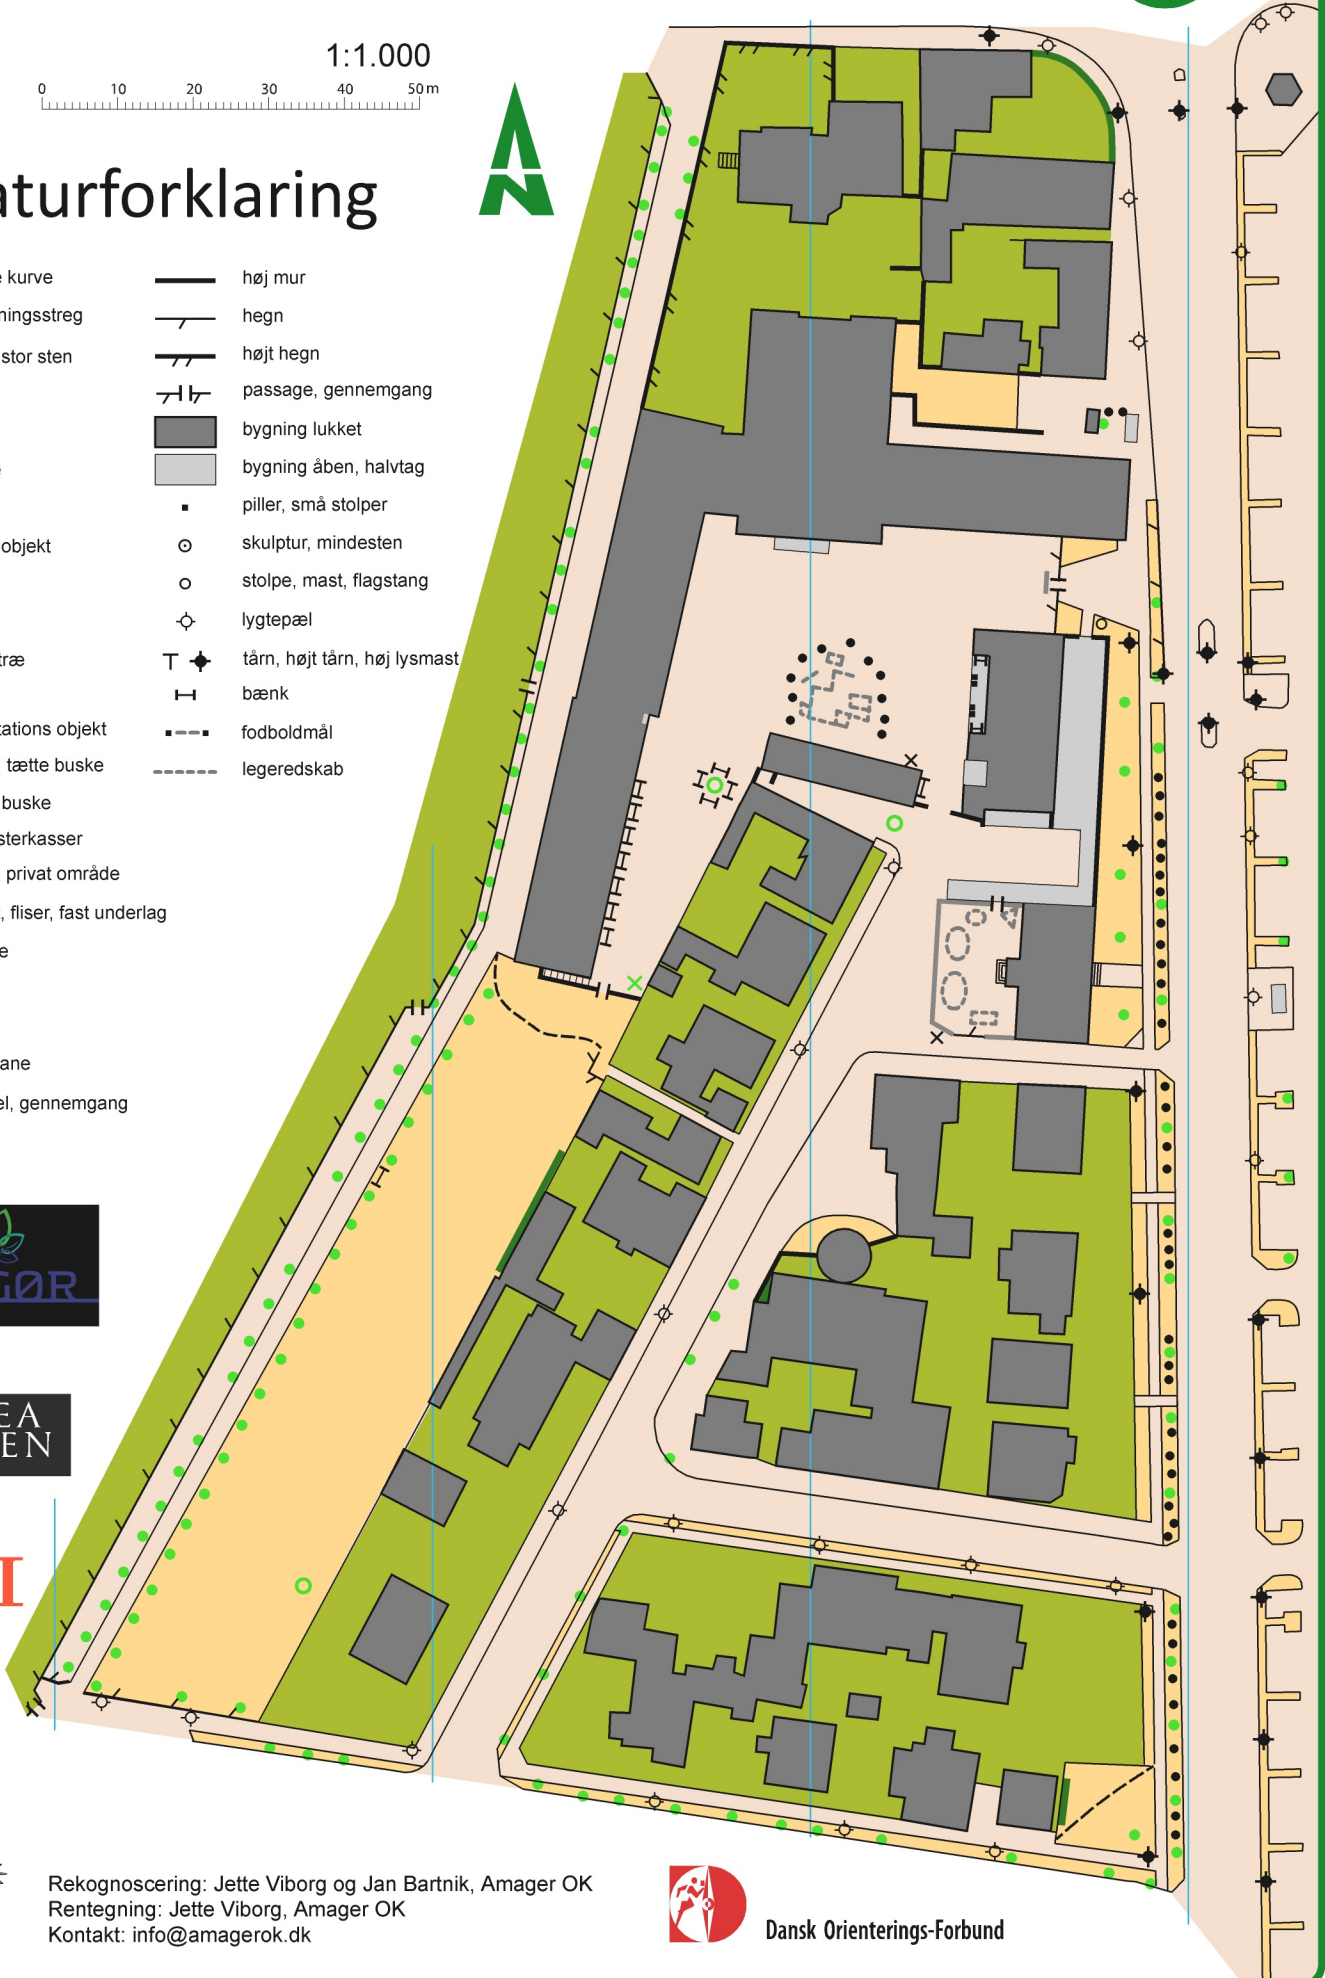 1:1.000
0 10 20 30 40 50 m
aturforklaring
kurve
ningsstreg
stor sten
objekt
træ
tations objekt
tætte buske
buske
sterkasser
privat område
, fliser, fast underlag
e
ane
el, gennemgang
høj mur
hegn
højt hegn
passage, gennemgang
bygning lukket
bygning åben, halvtag
piller, små stolper
skulptur, mindesten
stolpe, mast, flagstang
lygtepæl
tårn, højt tårn, høj lysmast
bænk
fodboldmål
legeredskab
GØR
EA
EN
Rekognoscering: Jette Viborg og Jan Bartnik, Amager OK
Rentegning: Jette Viborg, Amager OK
Kontakt: info@amagerok.dk
Dansk Orienterings-Forbund